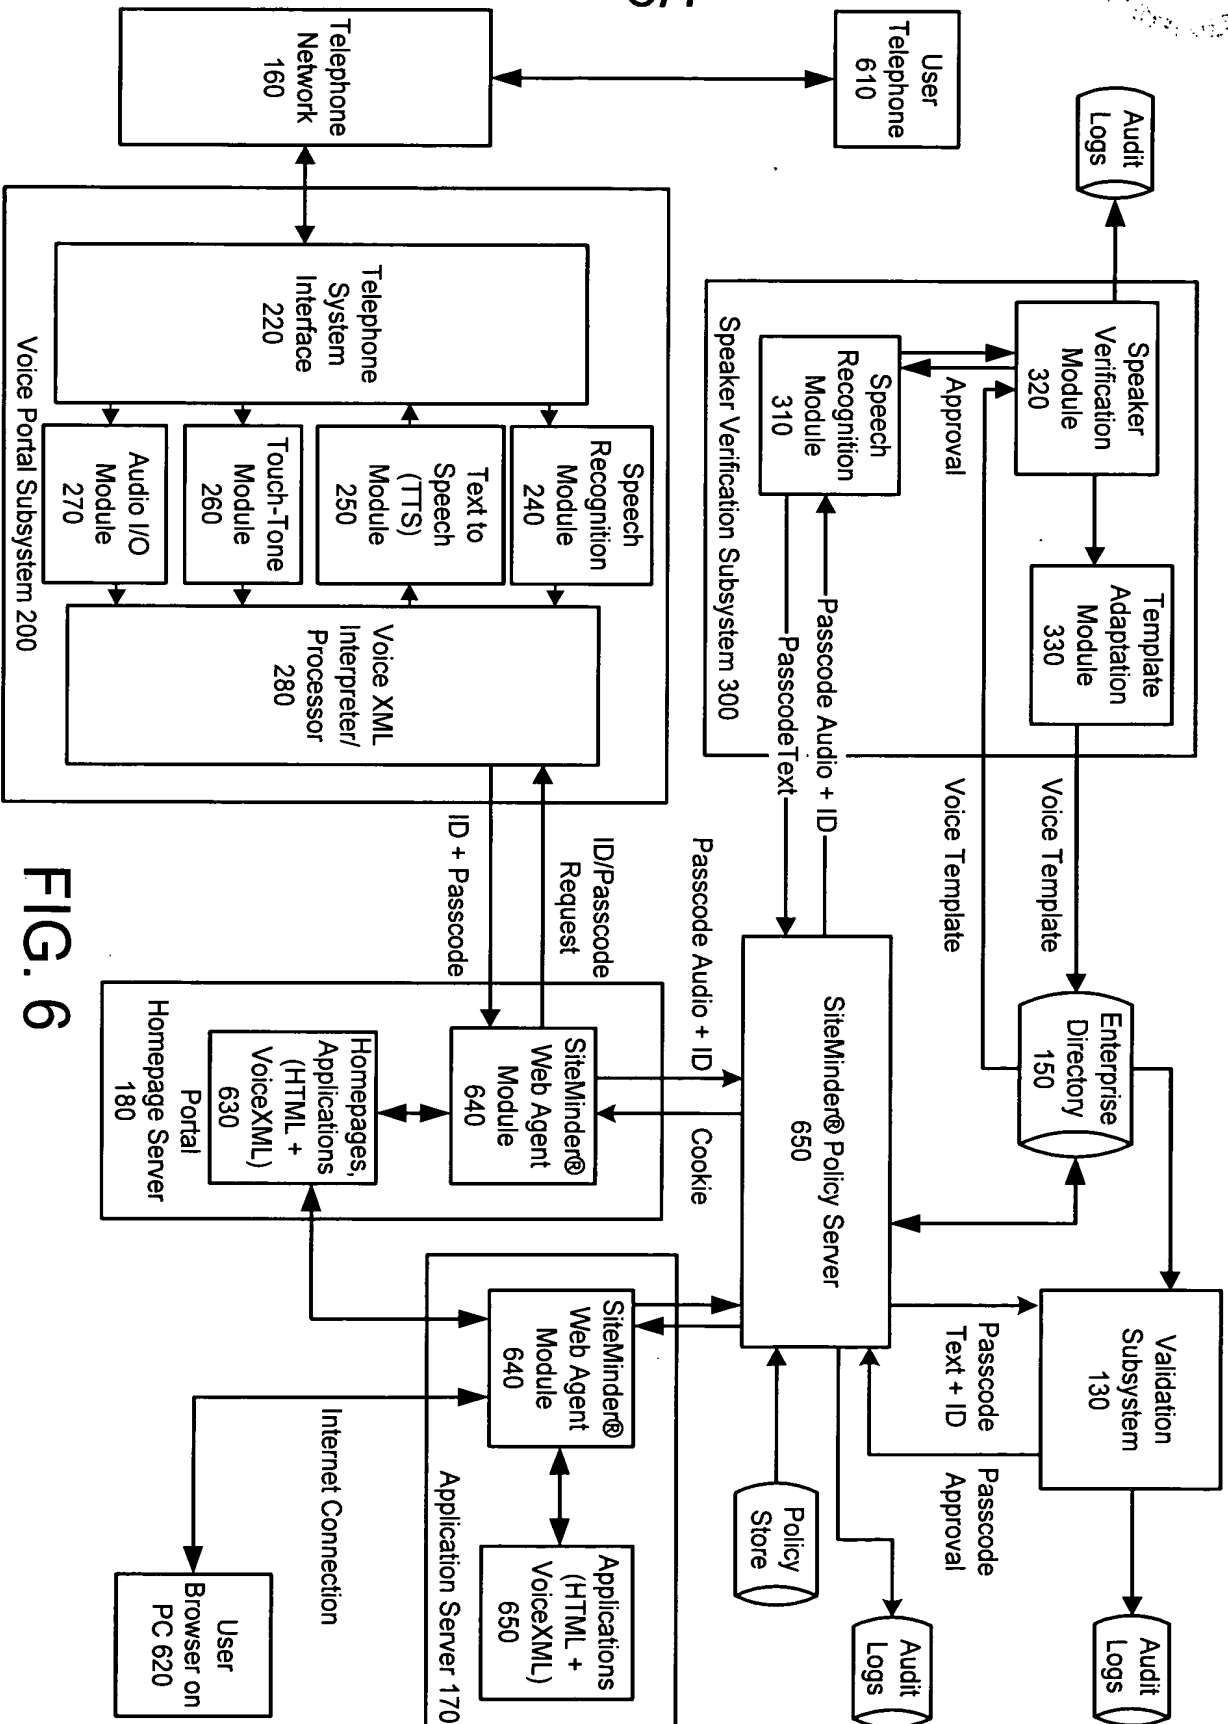 User
Telephone
610
Telephone
Network
160
Audit
Logs
Telephone
System
Interface
220
Speech
Recognition
Module
240
Text to
Speech
(TTS)
Module
250
Touch-Tone
Module
260
Audio I/O
Module
270
Voice XML
Interpreter/
Processor
280
Voice Portal Subsystem 200
Speaker
Verification
Module
320
Approval
Speech
Recognition
Module
310
Template
Adaptation
Module
330
Speaker Verification Subsystem 300
Passcode Audio + ID
PasscodeText
Voice Template
Voice Template
Enterprise
Directory
150
Validation
Subsystem
130
Audit
Logs
Passcode
Text + ID
Passcode
Approval
SiteMinder® Policy Server
650
Policy
Store
Audit
Logs
Passcode Audio + ID
Cookie
ID/Passcode
Request
ID + Passcode
SiteMinder®
Web Agent
Module
640
Homepages,
Applications
(HTML +
VoiceXML)
630
Portal
Homepage Server
180
SiteMinder®
Web Agent
Module
640
Applications
(HTML +
VoiceXML)
650
Application Server 170
Internet Connection
User
Browser on
PC 620
FIG. 6